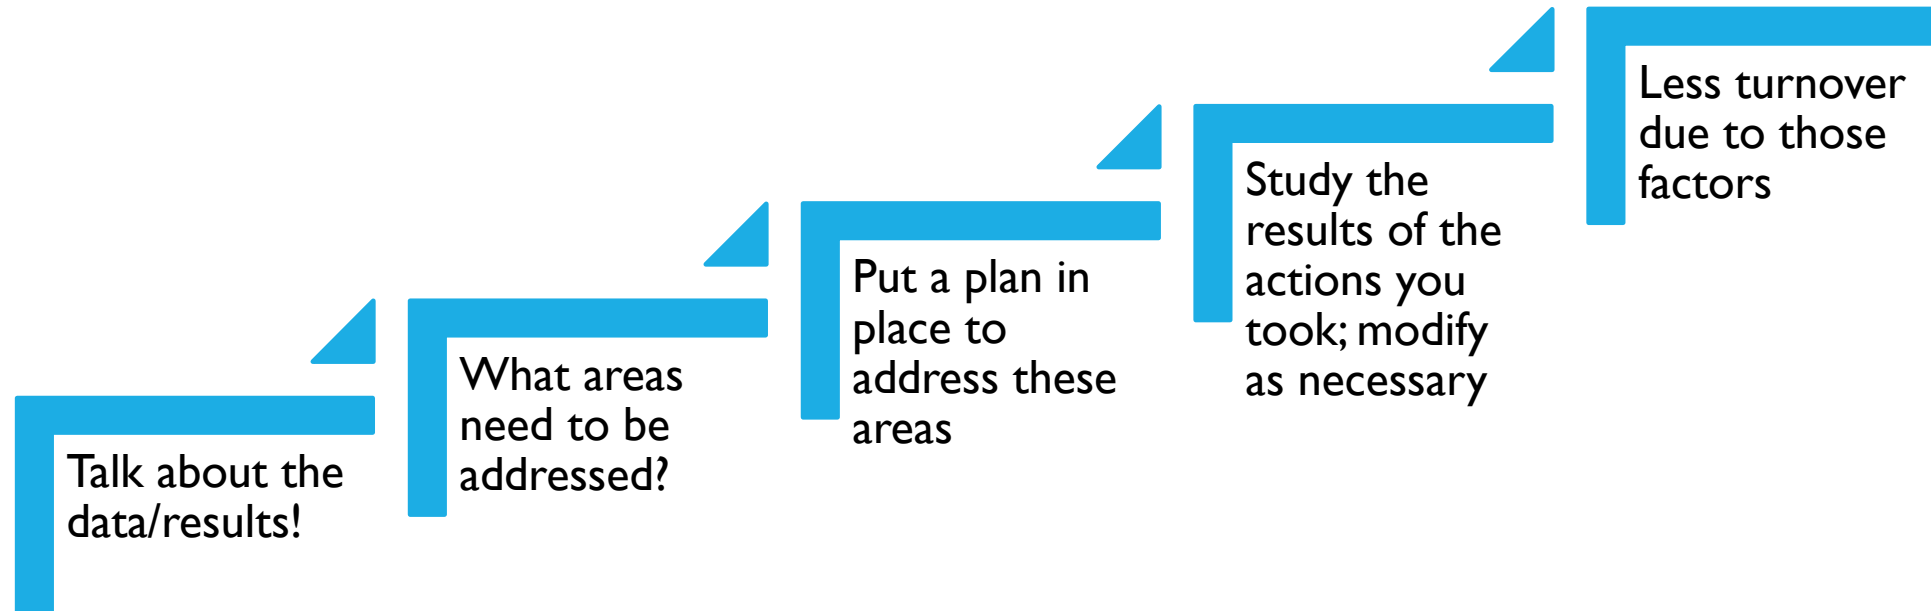 Talk about the
data/results!
What areas
need to be
addressed?
Put a plan in
place to
address these
areas
Study the
results of the
actions you
took; modify
as necessary
Less turnover
due to those
factors